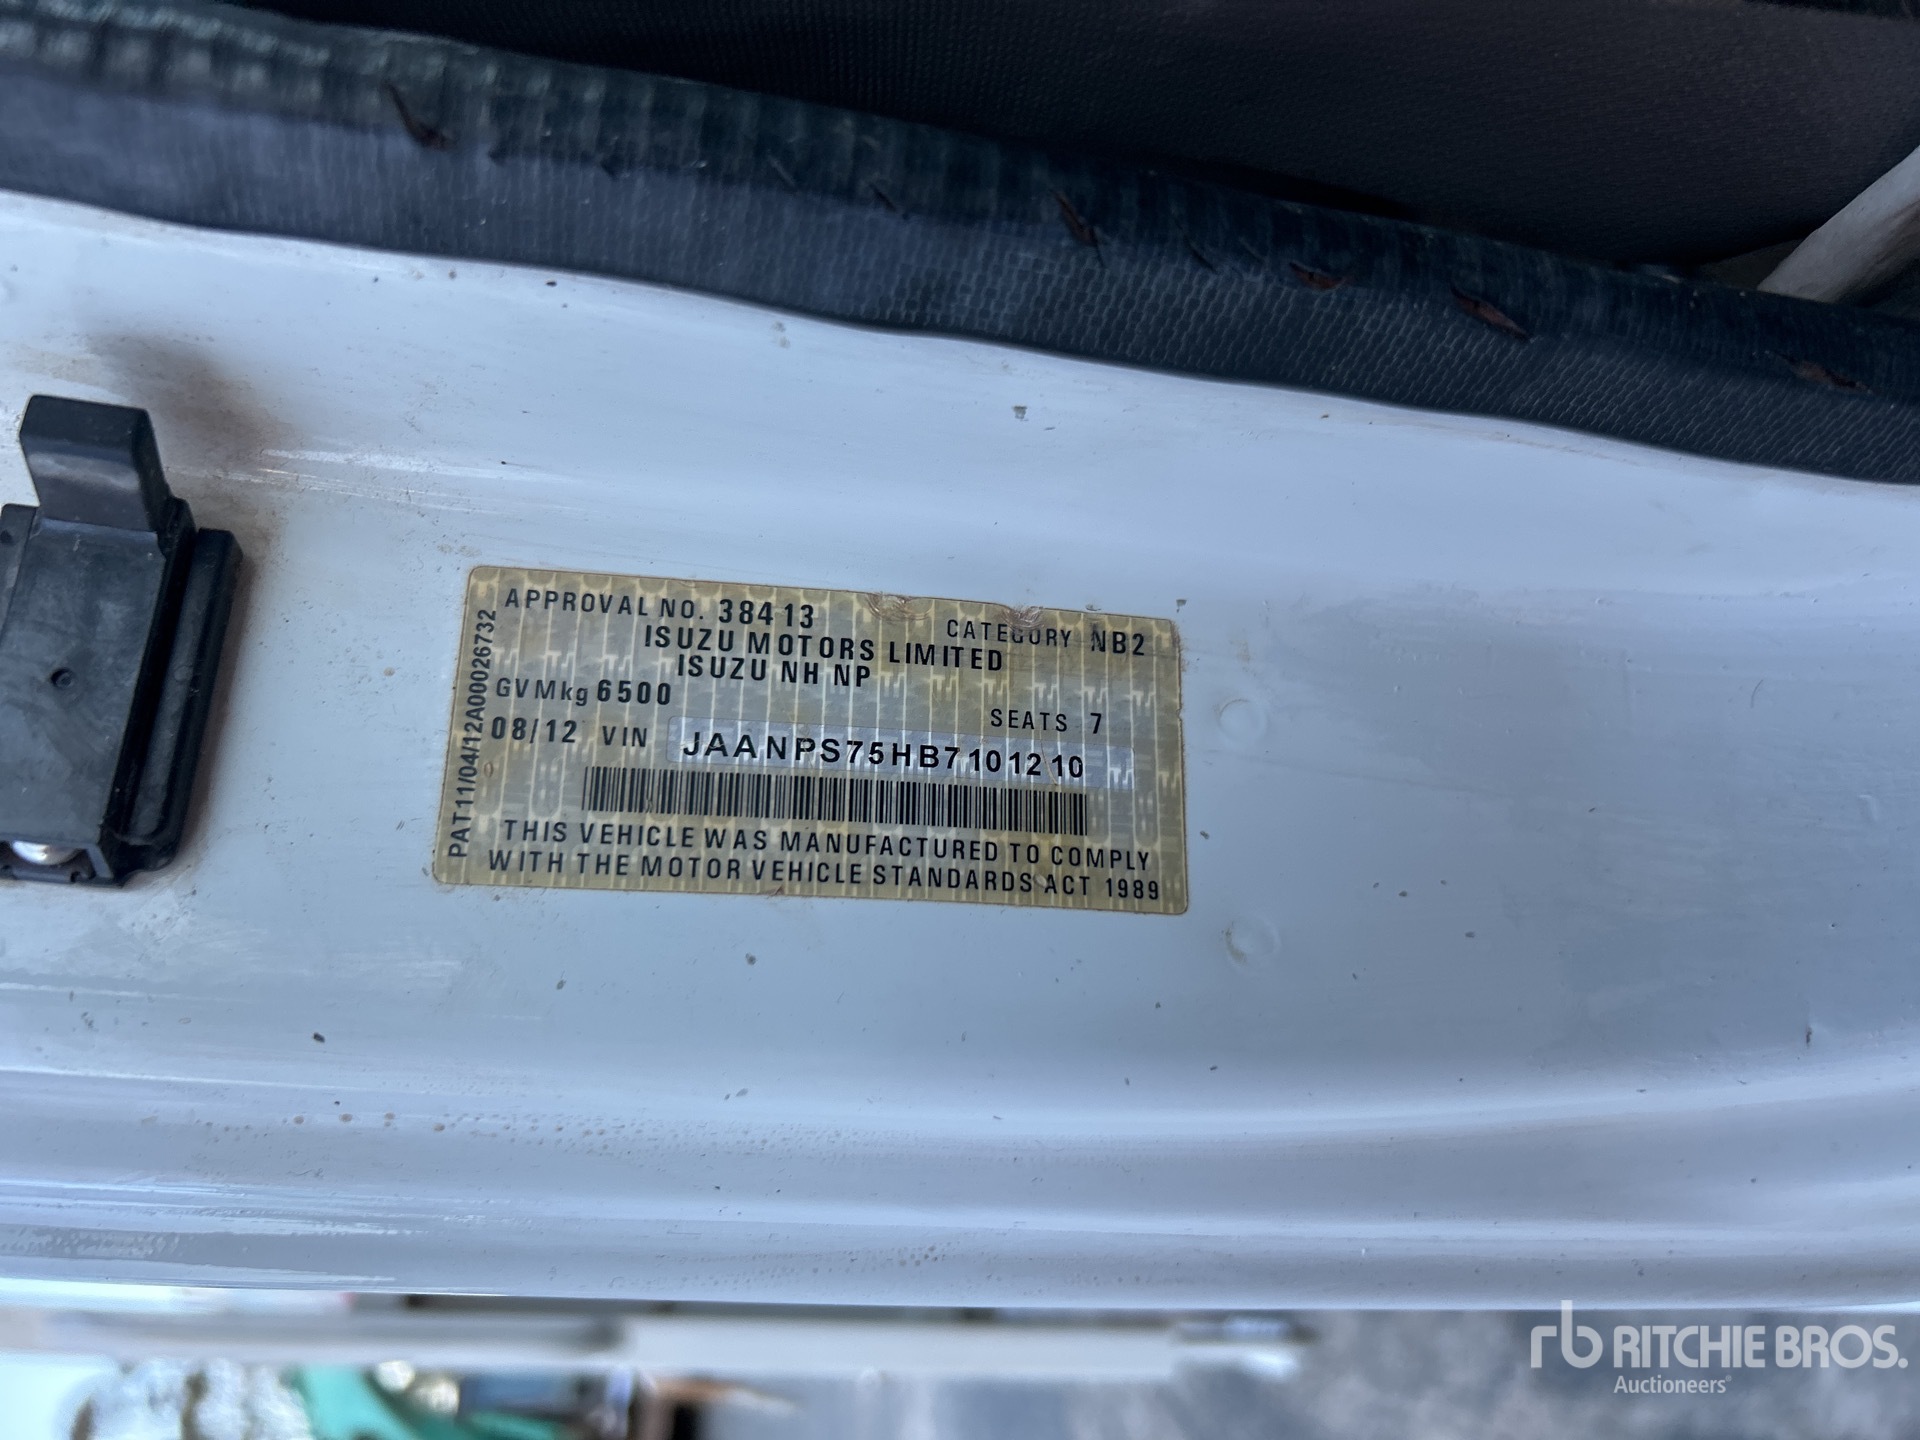 APPROVAL NO. 38413
CATEGORY NB2
ISUZU MOTORS LIMITED
ISUZU NH NP
GVMkg 6500
SEATS 7
08/12 VIN JAANPS75HB7101210
THIS VEHICLE WAS MANUFACTURED TO COMPLY
WITH THE MOTOR VEHICLE STANDARDS ACT 1989
PAT11/04/12A00026732
rb RITCHIE BROS.
Auctioneers